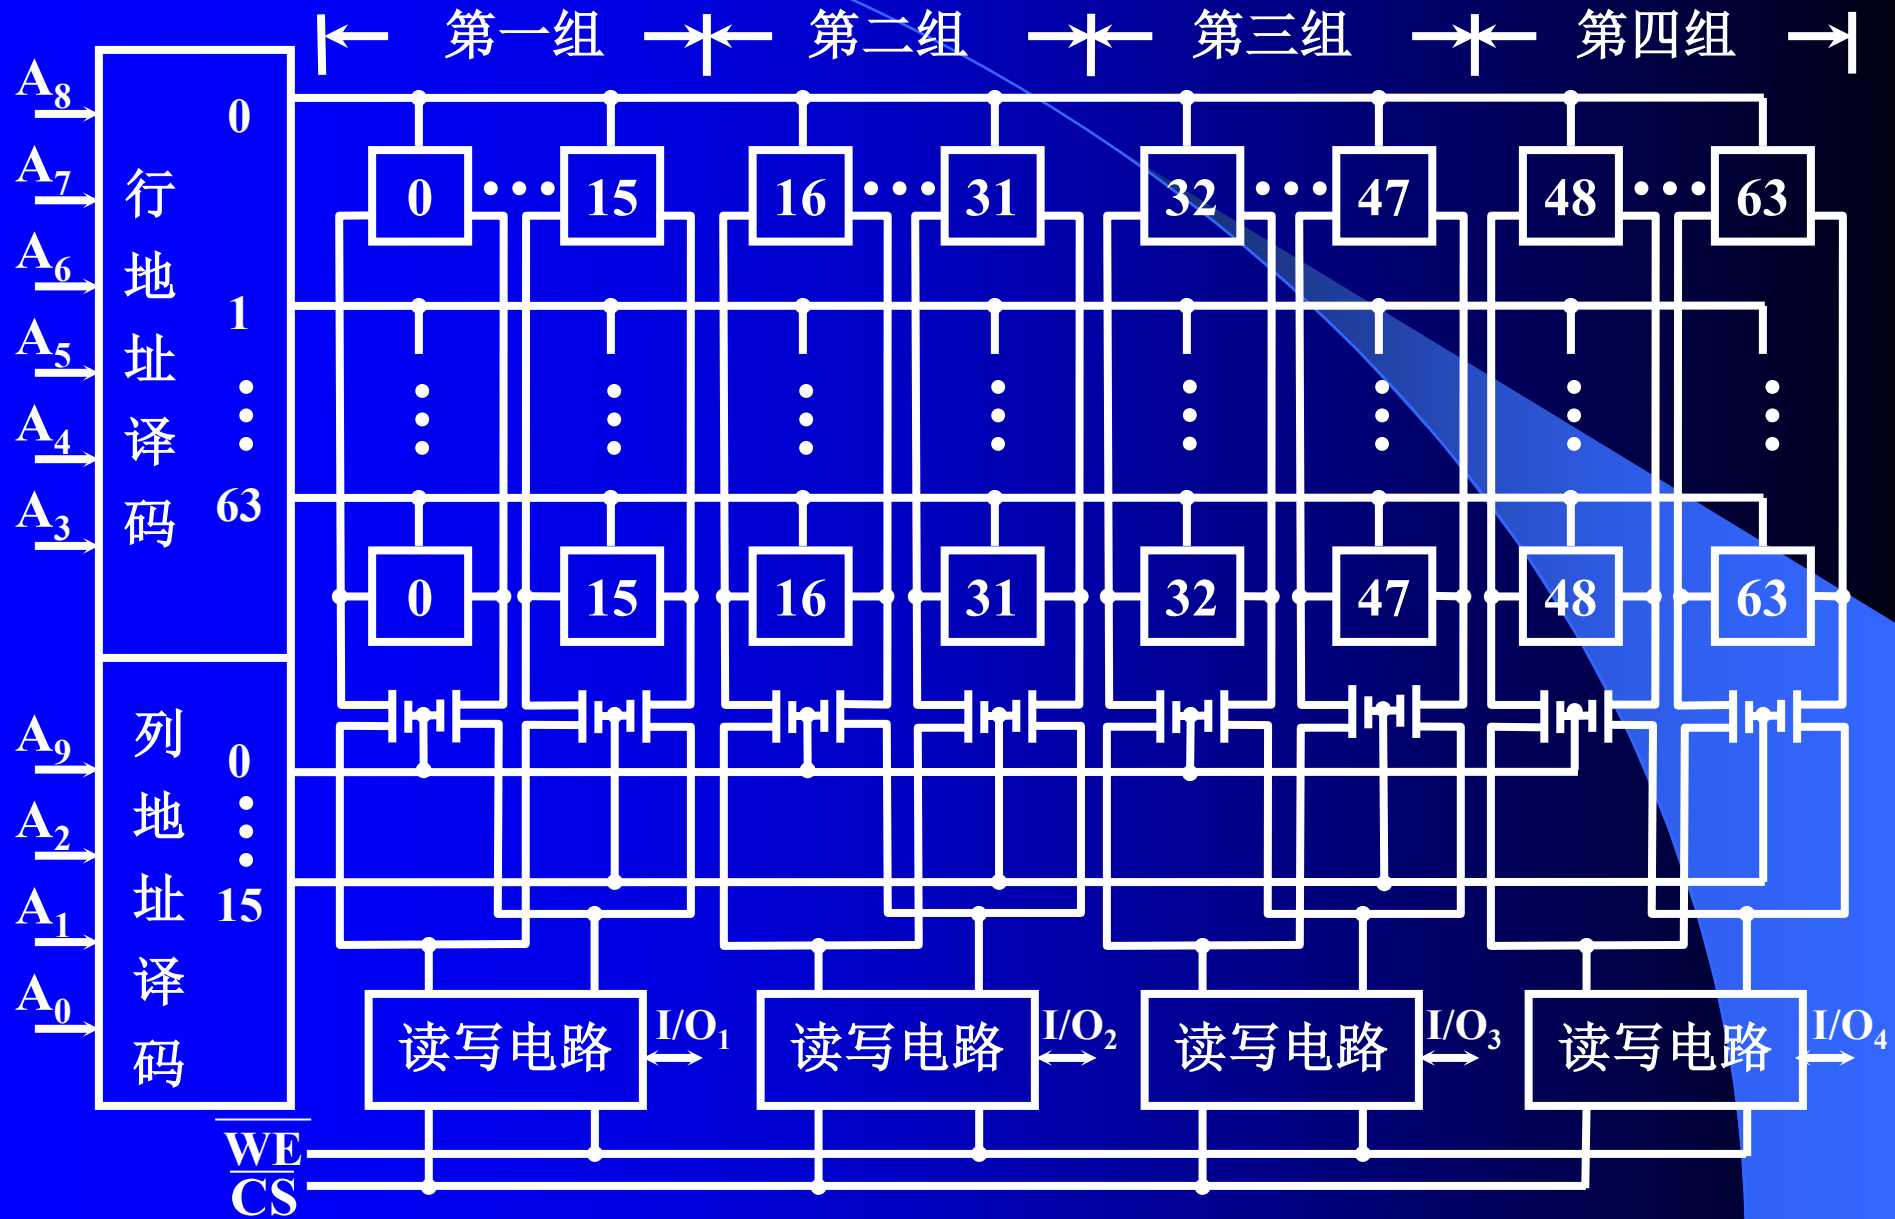 第一组 第二组 第三组 第四组
A8
A7
A6
A5
A4
A3
行地址译码
0
1
63
0 15 16 31 32 47 48 63
0 15 16 31 32 47 48 63
A9
A2
A1
A0
列地址译码
0
15
读写电路 I/O1 读写电路 I/O2 读写电路 I/O3 读写电路 I/O4
WE
CS